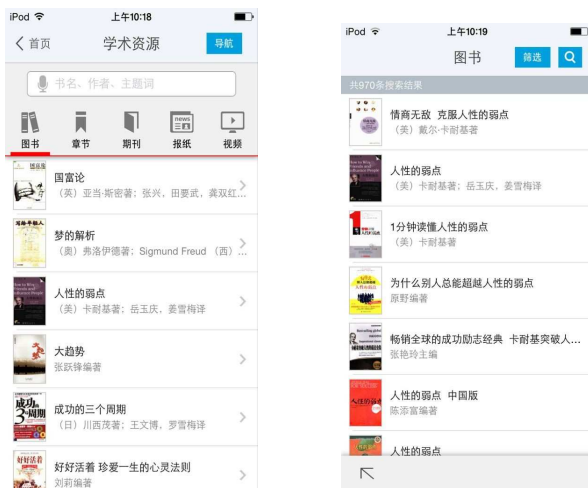 iPod 上午10:18
首页 学术资源 导航
书名、作者、主题词
图书 章节 期刊 报纸 视频
国富论
（英）亚当·斯密著；张兴，田要武，龚双红...
梦的解析
（奥）弗洛伊德著；Sigmund Freud （西）...
人性的弱点
（美）卡耐基著；岳玉庆，姜雪梅译
大趋势
张跃锋编著
成功的三个周期
（日）川西茂著；王文博，罗雪梅译
好好活着 珍爱一生的心灵法则
刘莉编著
iPod 上午10:19
图书 筛选
共970条搜索结果
情商无敌 克服人性的弱点
（美）戴尔·卡耐基著
人性的弱点
（美）卡耐基著；岳玉庆，姜雪梅译
1分钟读懂人性的弱点
（美）卡耐基著
为什么别人总能超越人性的弱点
原野编著
畅销全球的成功励志经典 卡耐基突破人...
张艳玲主编
人性的弱点 中国版
陈添富编著
人性的弱点